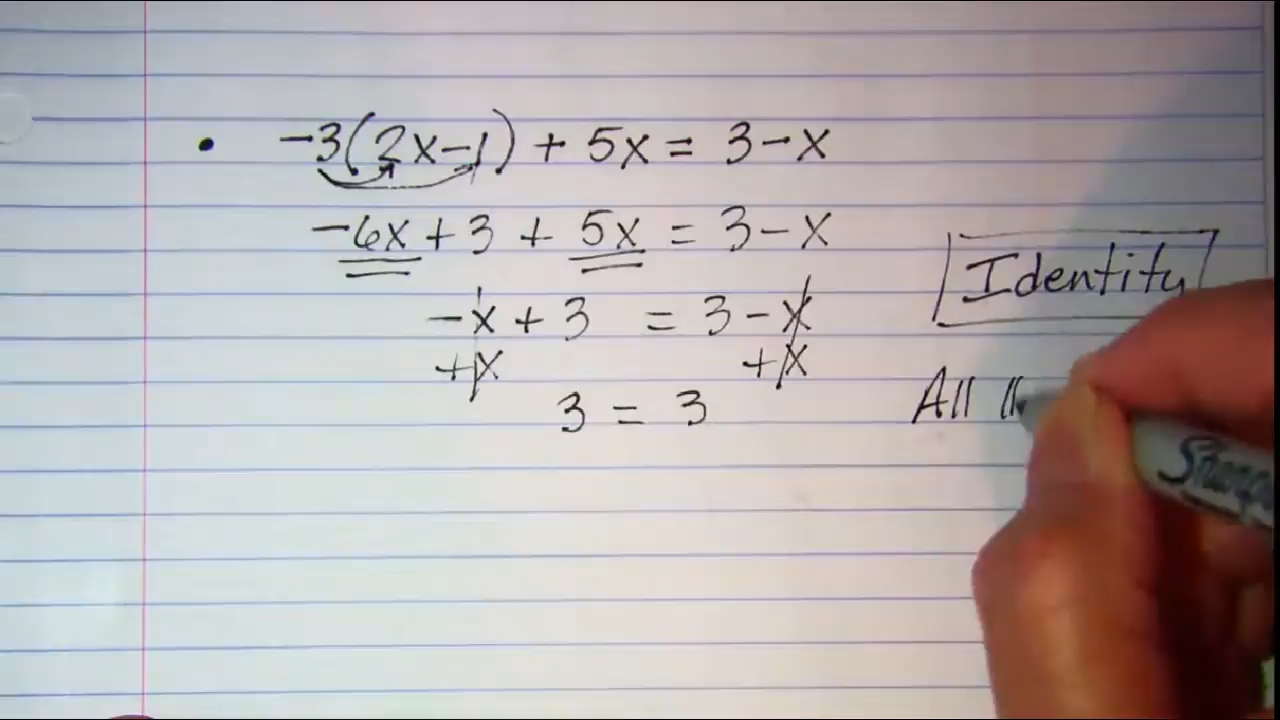 -3(2x-1) + 5x = 3-x
-6x + 3 + 5x = 3-x
-x + 3 = 3-x
+x +x
3 = 3
Identity
All